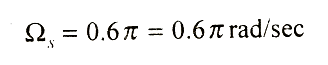 Ωₛ = 0.6π = 0.6π rad/sec